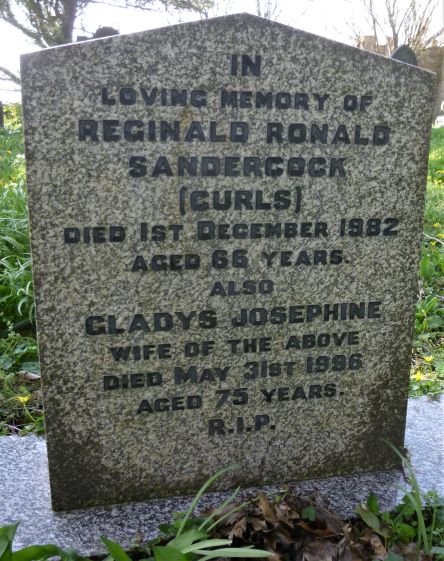 IN
LOVING MEMORY OF
REGINALD RONALD
SANDERCOCK
(CURLS)
DIED 1ST DECEMBER 1982
AGED 66 YEARS.
ALSO
GLADYS JOSEPHINE
WIFE OF THE ABOVE
DIED MAY 31ST 1996
AGED 75 YEARS.
R.I.P.